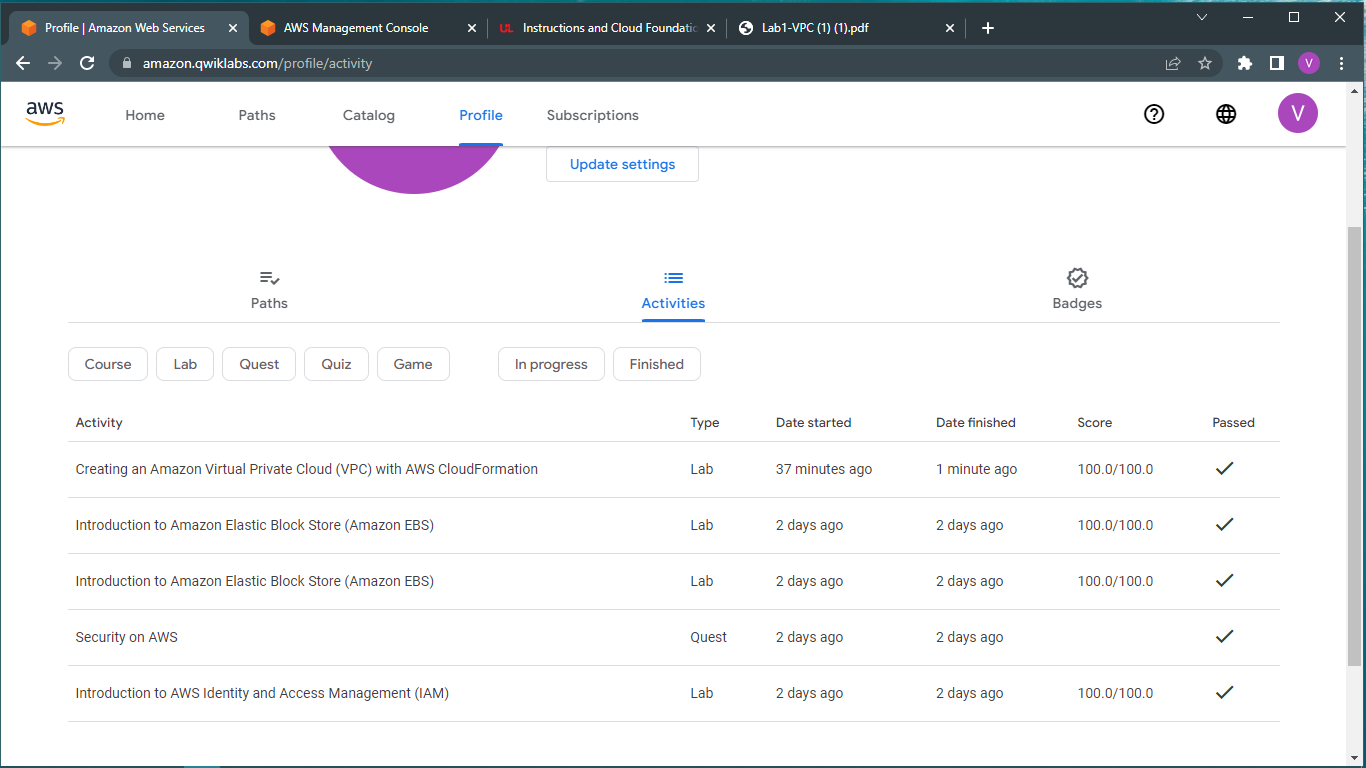 Profile | Amazon Web Services
AWS Management Console
UL Instructions and Cloud Foundatio
Lab1-VPC (1) (1).pdf
amazon.qwiklabs.com/profile/activity
V
aws
Home
Paths
Catalog
Profile
Subscriptions
V
Update settings
Paths
Activities
Badges
Course
Lab
Quest
Quiz
Game
In progress
Finished
Activity Type Date started Date finished Score Passed
Creating an Amazon Virtual Private Cloud (VPC) with AWS CloudFormation Lab 37 minutes ago 1 minute ago 100.0/100.0
Introduction to Amazon Elastic Block Store (Amazon EBS) Lab 2 days ago 2 days ago 100.0/100.0
Introduction to Amazon Elastic Block Store (Amazon EBS) Lab 2 days ago 2 days ago 100.0/100.0
Security on AWS Quest 2 days ago 2 days ago
Introduction to AWS Identity and Access Management (IAM) Lab 2 days ago 2 days ago 100.0/100.0